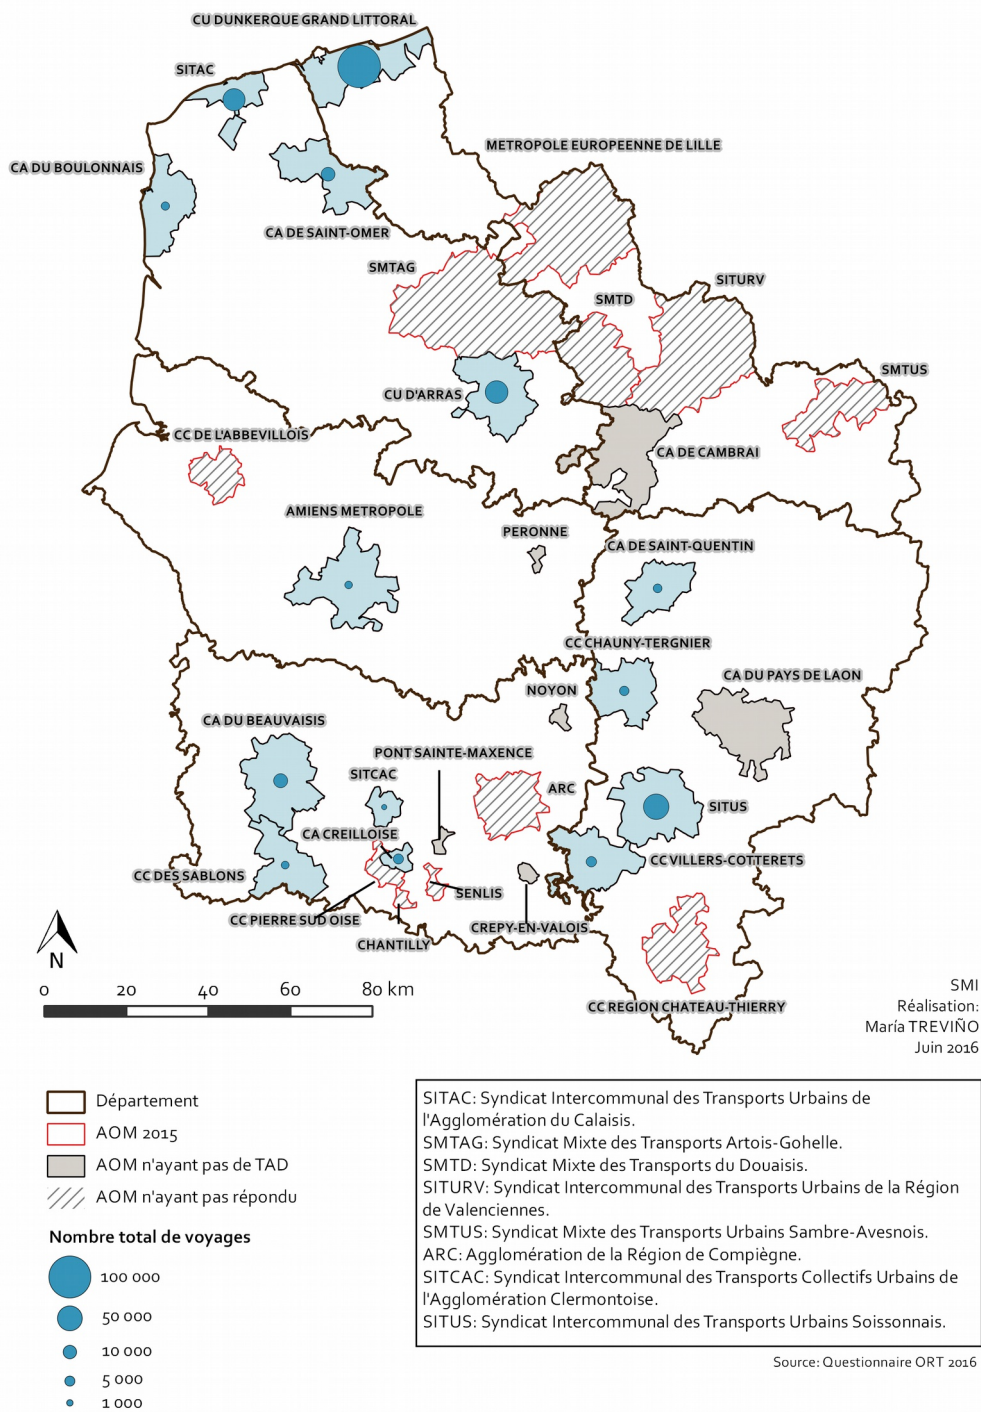 CU DUNKERQUE GRAND LITTORAL
SITAC
METROPOLE EUROPEENNE DE LILLE
CA DU BOULONNAIS
CA DE SAINT-OMER
SMTAG
SITURV
SMTD
SMTUS
CU D'ARRAS
CC DE L'ABBEVILLOIS
CA DE CAMBRAI
AMIENS METROPOLE
PERONNE
CA DE SAINT-QUENTIN
CC CHAUNY-TERGNIER
CA DU PAYS DE LAON
NOYON
CA DU BEAUVAISIS
PONT SAINTE-MAXENCE
SITCAC
ARC
SITUS
CA CREILLOISE
CC VILLERS-COTTERETS
CC DES SABLONS
SENLIS
CC PIERRE SUD OISE
CREPY-EN-VALOIS
CHANTILLY
CC REGION CHATEAU-THIERRY
N
0 20 40 60 80 km
SMI
Réalisation:
María TREVIÑO
Juin 2016
Département
AOM 2015
AOM n'ayant pas de TAD
AOM n'ayant pas répondu
Nombre total de voyages
100 000
50 000
10 000
5 000
1 000
SITAC: Syndicat Intercommunal des Transports Urbains de
l'Agglomération du Calaisis.
SMTAG: Syndicat Mixte des Transports Artois-Gohelle.
SMTD: Syndicat Mixte des Transports du Douaisis.
SITURV: Syndicat Intercommunal des Transports Urbains de la Région
de Valenciennes.
SMTUS: Syndicat Mixte des Transports Urbains Sambre-Avesnois.
ARC: Agglomération de la Région de Compiègne.
SITCAC: Syndicat Intercommunal des Transports Collectifs Urbains de
l'Agglomération Clermontoise.
SITUS: Syndicat Intercommunal des Transports Urbains Soissonnais.
Source: Questionnaire ORT 2016